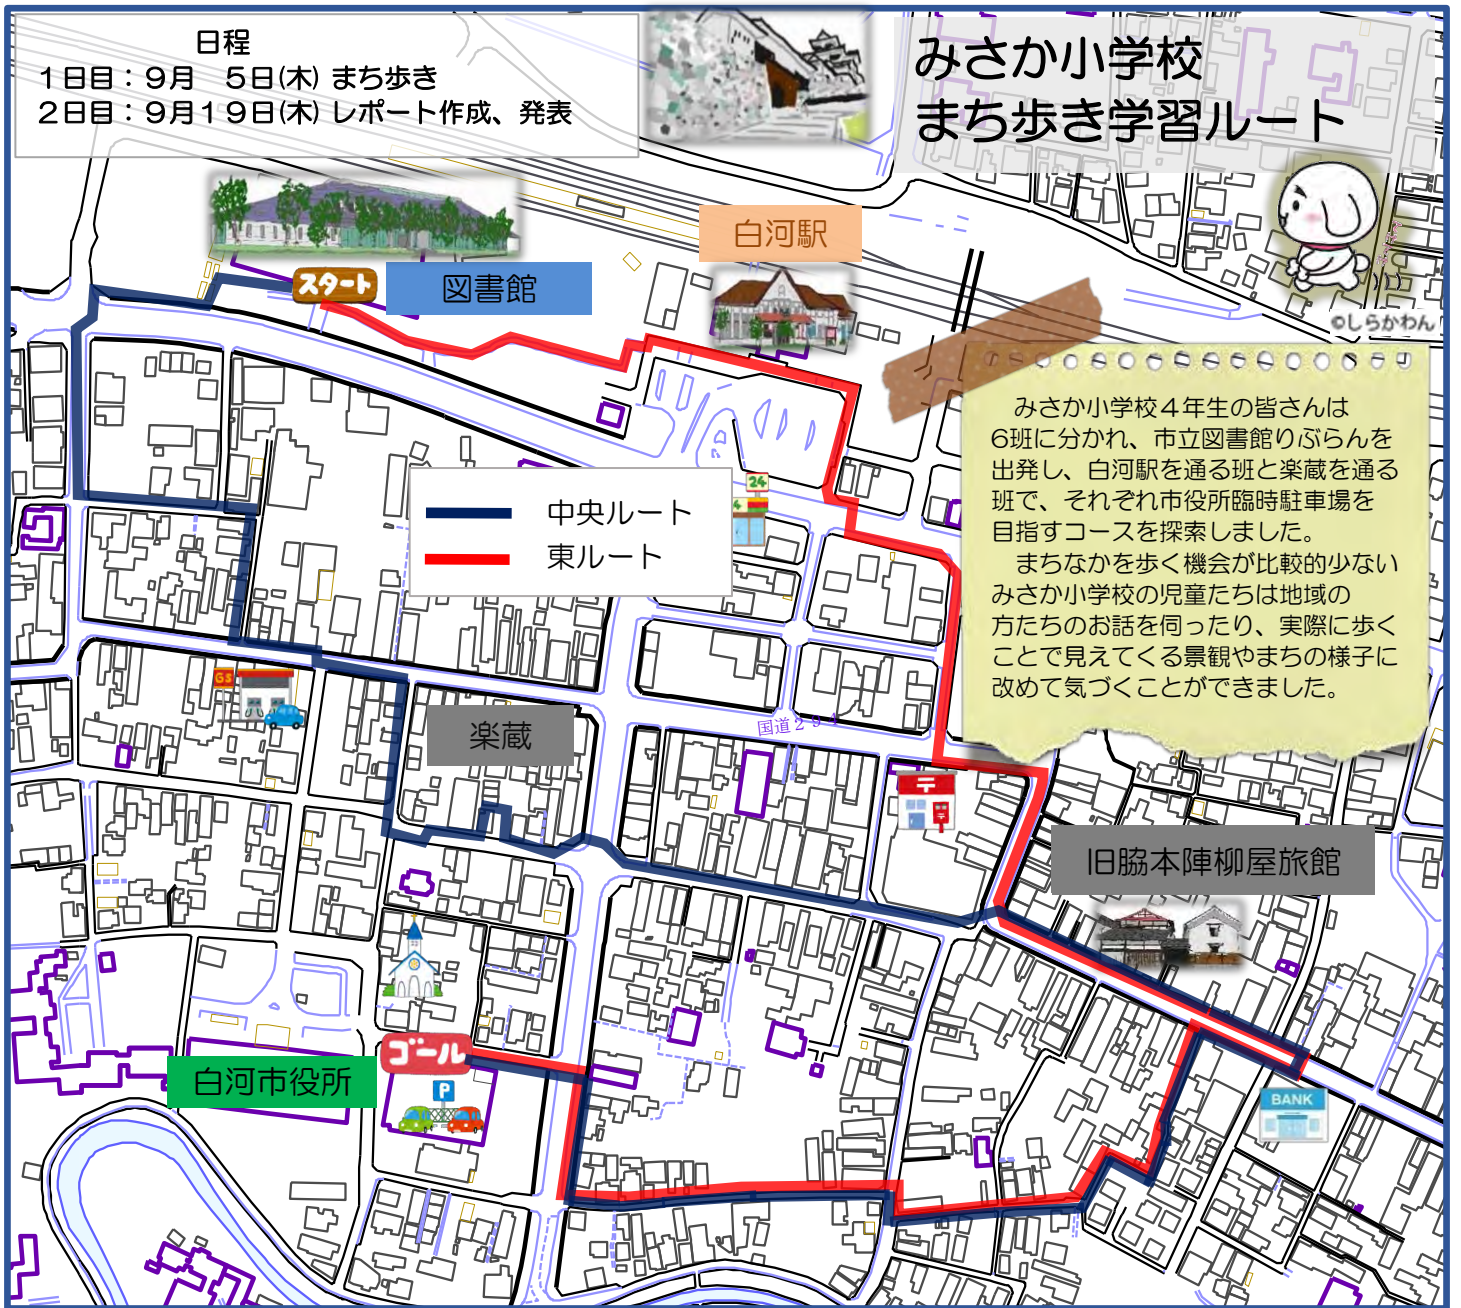 日程
1日目：9月　5日(木) まち歩き
2日目：9月19日(木) レポート作成、発表
みさか小学校
まち歩き学習ルート
白河駅
スタート
図書館
©しらかわん
みさか小学校4年生の皆さんは
6班に分かれ、市立図書館りぶらんを
出発し、白河駅を通る班と楽蔵を通る
班で、それぞれ市役所臨時駐車場を
目指すコースを探索しました。
まちなかを歩く機会が比較的少ない
みさか小学校の児童たちは地域の
方たちのお話を伺ったり、実際に歩く
ことで見えてくる景観やまちの様子に
改めて気づくことができました。
24
4
中央ルート
東ルート
GS
楽蔵
国道294
〒
旧脇本陣柳屋旅館
ゴール
白河市役所
P
BANK